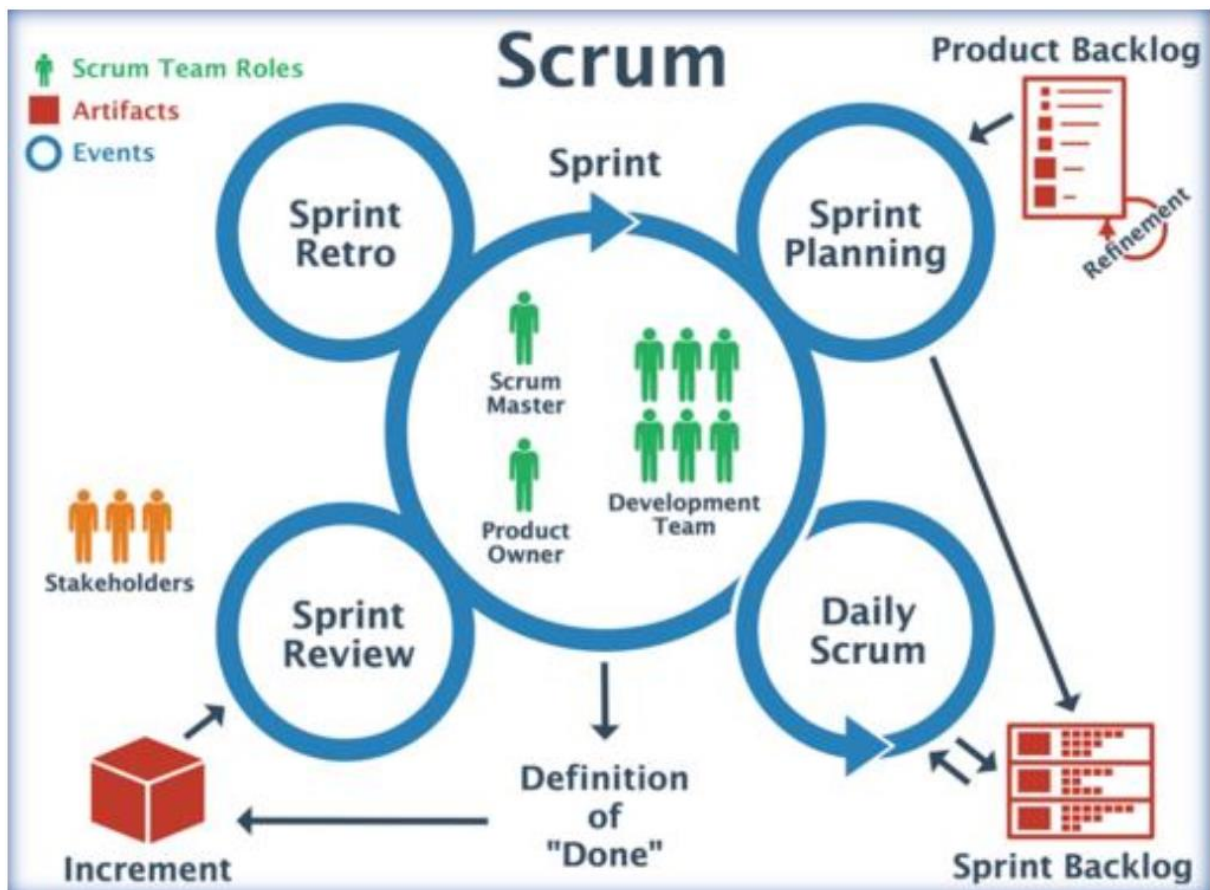 Scrum
Scrum Team Roles
Artifacts
Events
Product Backlog
Refinement
Sprint
Sprint
Retro
Sprint
Planning
Scrum
Master
Product
Owner
Development
Team
Stakeholders
Sprint
Review
Daily
Scrum
Increment
Definition
of
"Done"
Sprint Backlog